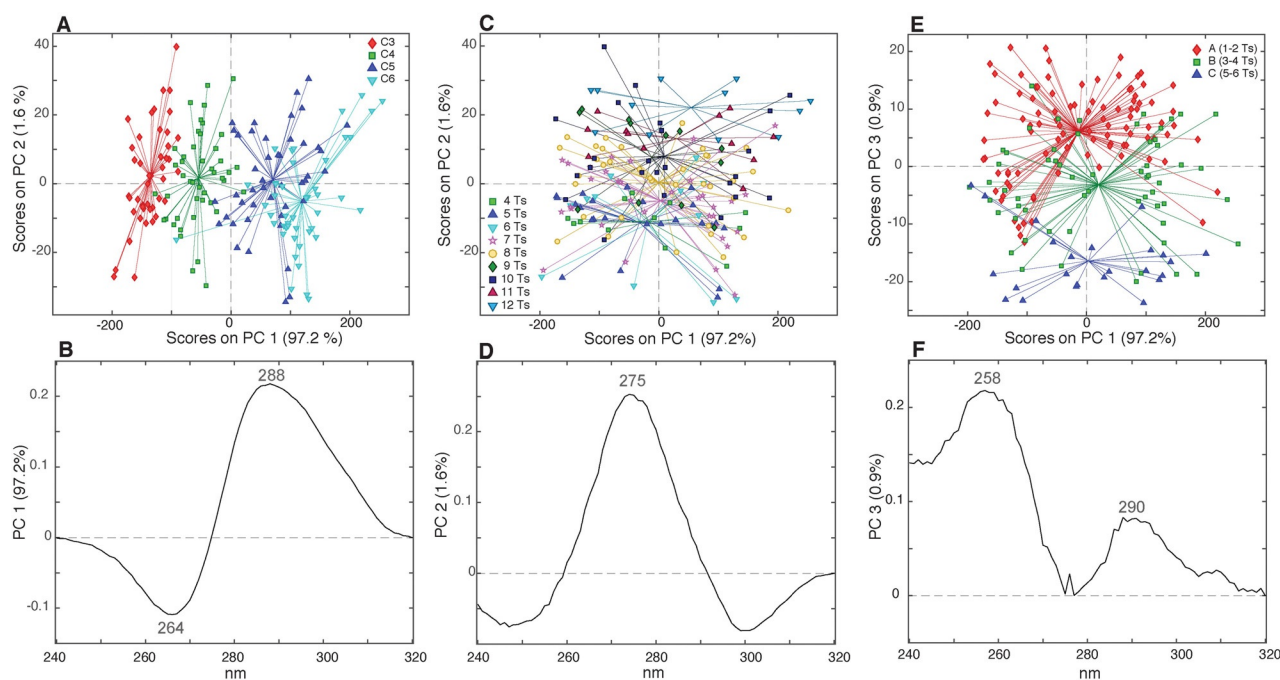 A
C3
C4
C5
C6
40
20
0
-20
Scores on PC 2 (1.6 %)
-200
0
200
Scores on PC 1 (97.2 %)
C
40
20
0
-20
Scores on PC 2 (1.6%)
4 Ts
5 Ts
6 Ts
7 Ts
8 Ts
9 Ts
10 Ts
11 Ts
12 Ts
-200
0
200
Scores on PC 1 (97.2%)
E
A (1-2 Ts)
B (3-4 Ts)
C (5-6 Ts)
20
10
0
-10
-20
Scores on PC 3 (0.9%)
-200
0
200
Scores on PC 1 (97.2%)
B
288
264
0.2
0.1
0
-0.1
PC 1 (97.2%)
240
260
280
300
320
nm
D
275
0.2
0.1
0
PC 2 (1.6%)
240
260
280
300
320
nm
F
258
290
0.2
0.1
0
PC 3 (0.9%)
240
260
280
300
320
nm